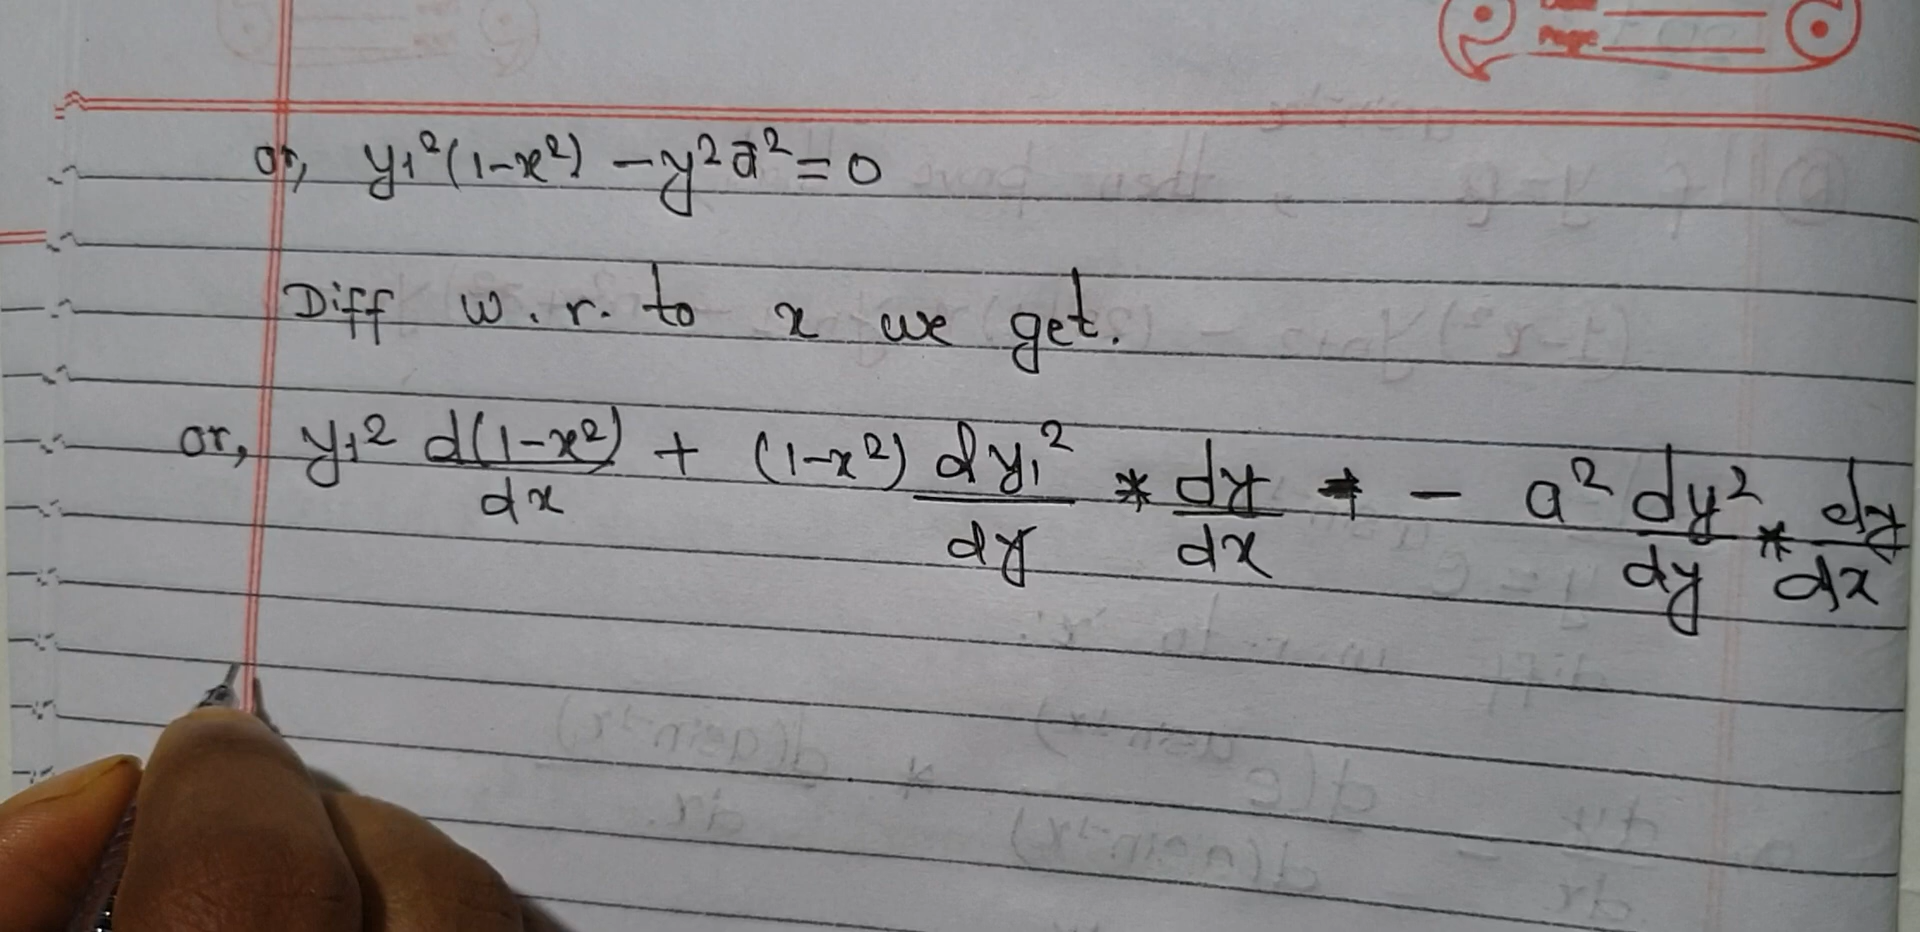 Page
or, y₁²(1-x²) - y²a² = 0
Diff w.r. to x we get.
or, y₁² d(1-x²)/dx + (1-x²) dy₁²/dy * dy/dx - a² dy²/dy * dy/dx